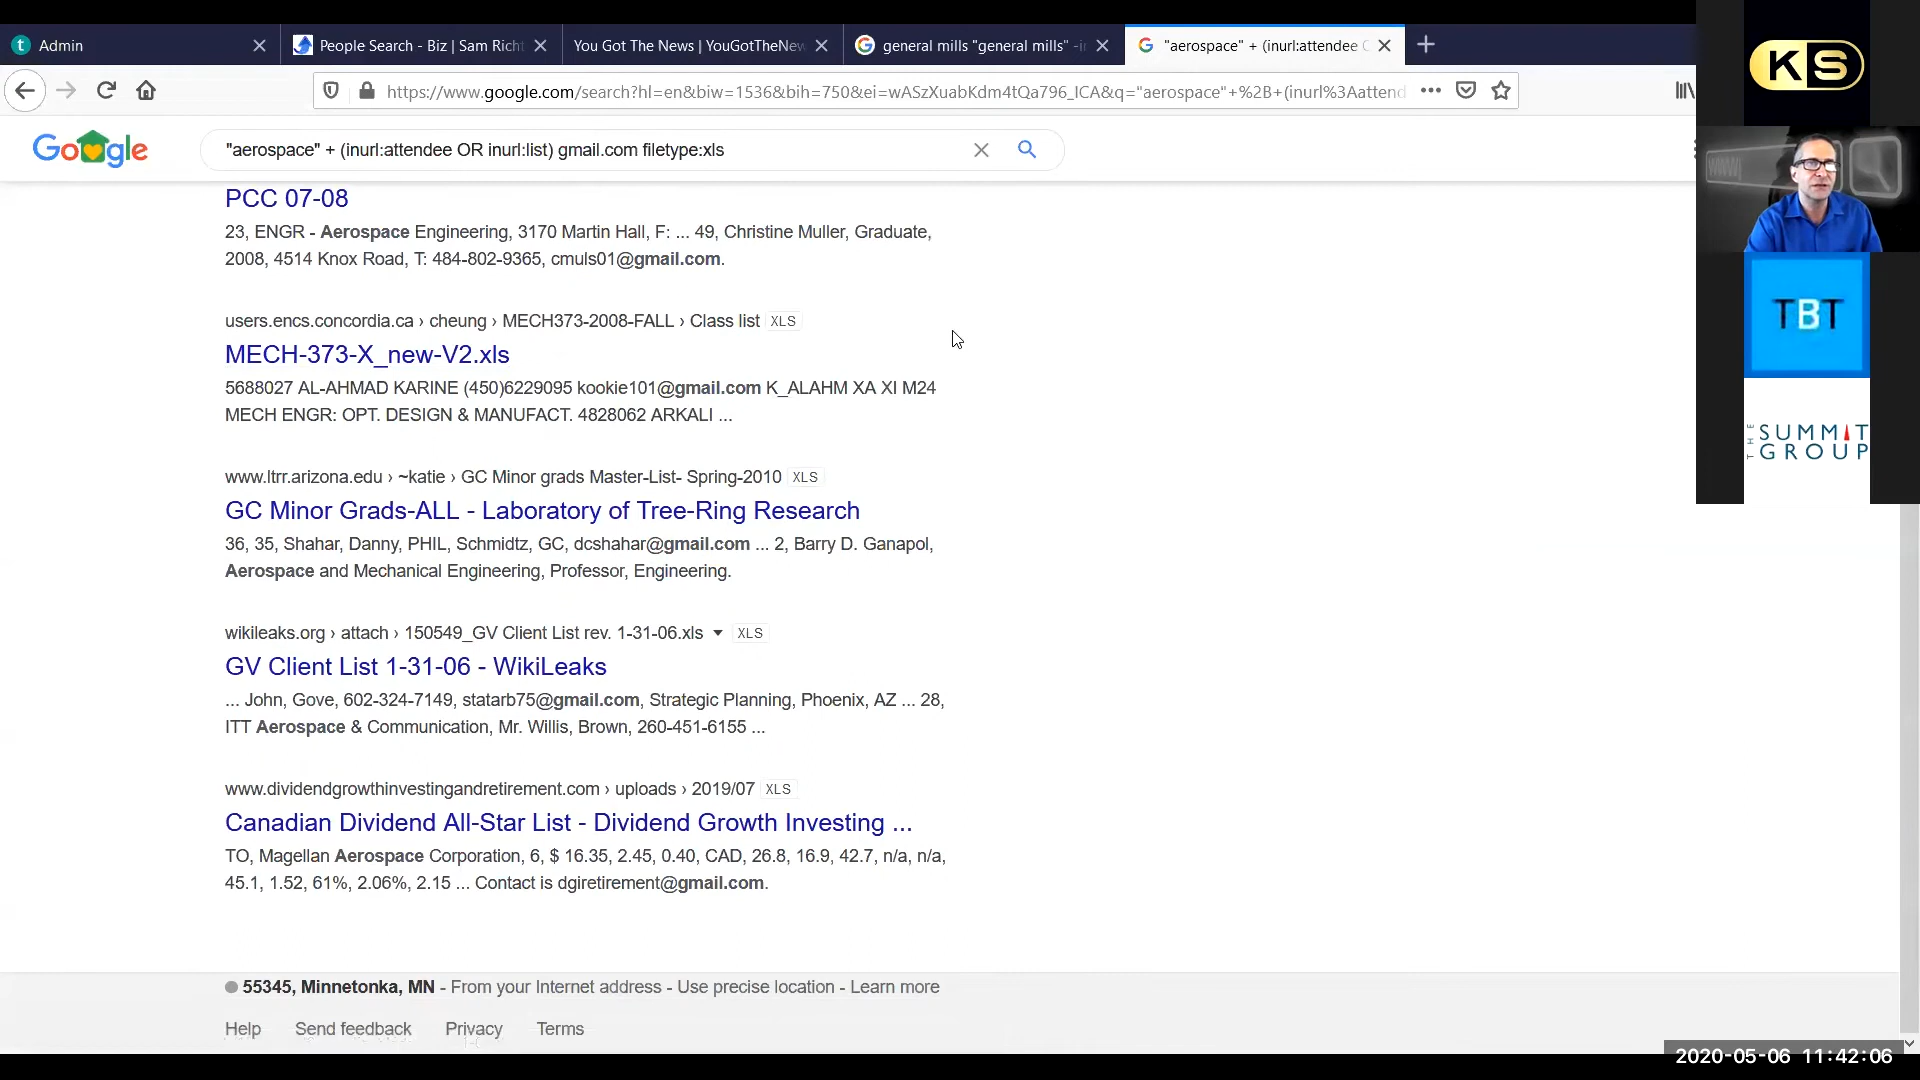 Admin
People Search - Biz | Sam Richt
You Got The News | YouGotTheNew
general mills "general mills" -in
"aerospace" + (inurl:attendee O
https://www.google.com/search?hl=en&biw=1536&bih=750&ei=wASzXuabKdm4tQa796_ICA&q="aerospace"+%2B+(inurl%3Aattend
Google
"aerospace" + (inurl:attendee OR inurl:list) gmail.com filetype:xls
PCC 07-08
23, ENGR - Aerospace Engineering, 3170 Martin Hall, F: ... 49, Christine Muller, Graduate,
2008, 4514 Knox Road, T: 484-802-9365, cmuls01@gmail.com.
users.encs.concordia.ca › cheung › MECH373-2008-FALL › Class list XLS
MECH-373-X_new-V2.xls
5688027 AL-AHMAD KARINE (450)6229095 kookie101@gmail.com K_ALAHM XA XI M24
MECH ENGR: OPT. DESIGN & MANUFACT. 4828062 ARKALI ...
www.ltrr.arizona.edu › ~katie › GC Minor grads Master-List- Spring-2010 XLS
GC Minor Grads-ALL - Laboratory of Tree-Ring Research
36, 35, Shahar, Danny, PHIL, Schmidtz, GC, dcshahar@gmail.com ... 2, Barry D. Ganapol,
Aerospace and Mechanical Engineering, Professor, Engineering.
wikileaks.org › attach › 150549_GV Client List rev. 1-31-06.xls XLS
GV Client List 1-31-06 - WikiLeaks
... John, Gove, 602-324-7149, statarb75@gmail.com, Strategic Planning, Phoenix, AZ ... 28,
ITT Aerospace & Communication, Mr. Willis, Brown, 260-451-6155 ...
www.dividendgrowthinvestingandretirement.com › uploads › 2019/07 XLS
Canadian Dividend All-Star List - Dividend Growth Investing ...
TO, Magellan Aerospace Corporation, 6, $ 16.35, 2.45, 0.40, CAD, 26.8, 16.9, 42.7, n/a, n/a,
45.1, 1.52, 61%, 2.06%, 2.15 ... Contact is dgiretirement@gmail.com.
55345, Minnetonka, MN - From your Internet address - Use precise location - Learn more
Help Send feedback Privacy Terms
KS
TBT
THE SUMMIT
GROUP
2020-05-06 11:42:06